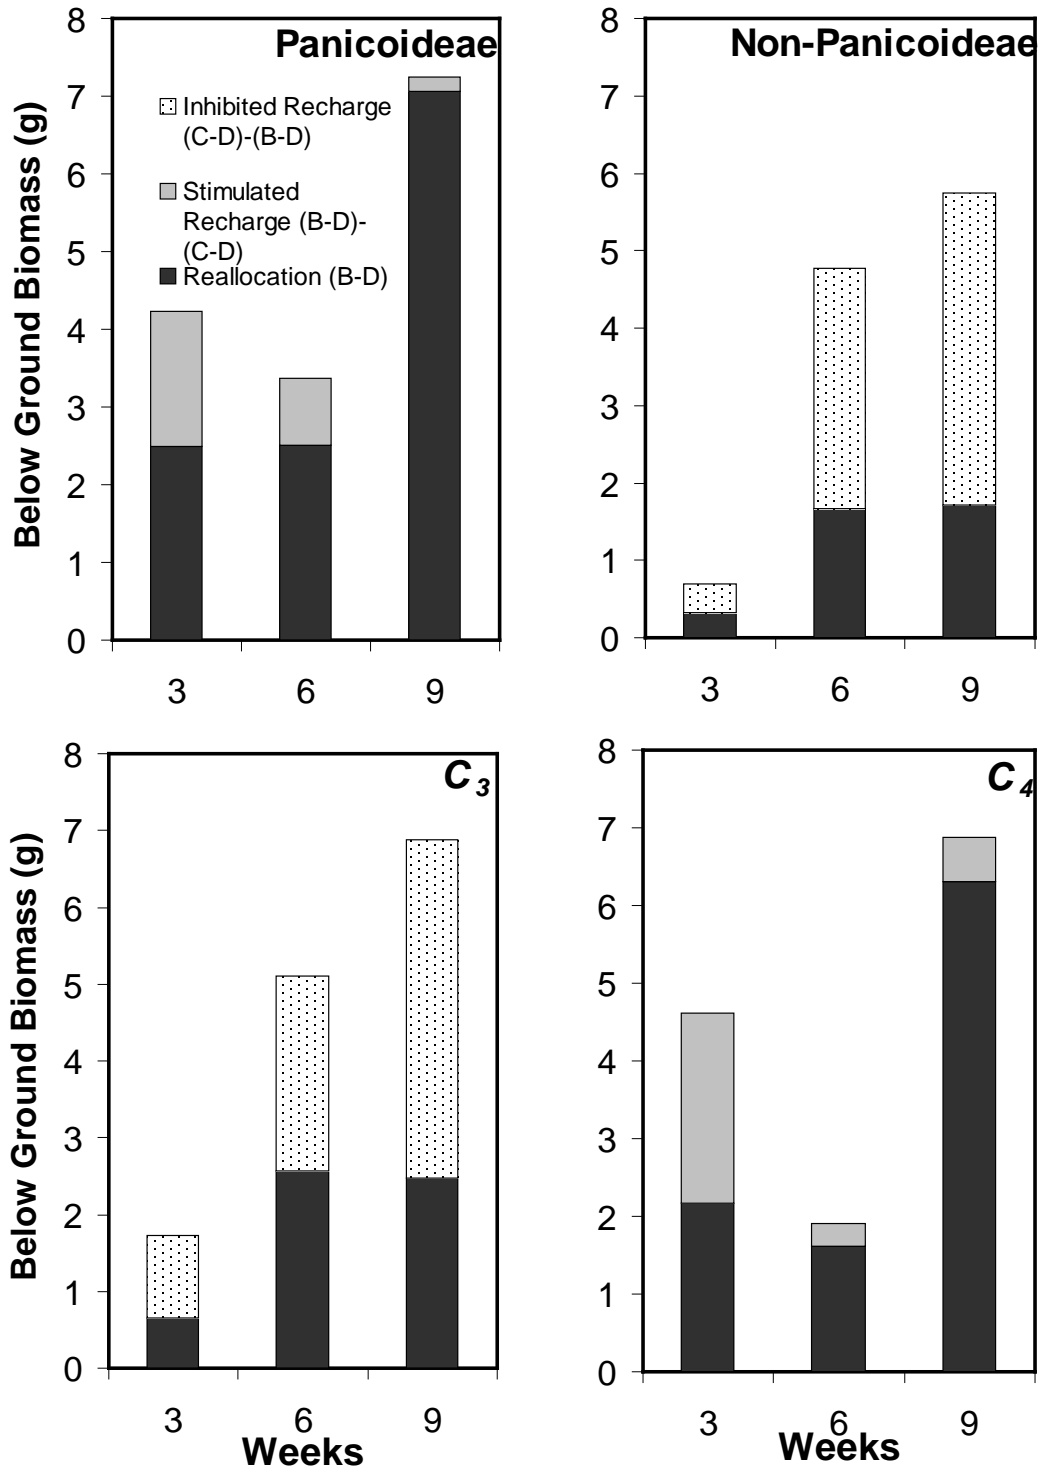 Panicoideae
8
7
6
5
4
3
2
1
0
Below Ground Biomass (g)
Inhibited Recharge
(C-D)-(B-D)
Stimulated
Recharge (B-D)-
(C-D)
Reallocation (B-D)
3 6 9
Non-Panicoideae
8
7
6
5
4
3
2
1
0
3 6 9
C3
8
7
6
5
4
3
2
1
0
Below Ground Biomass (g)
3 6 9
Weeks
C4
8
7
6
5
4
3
2
1
0
3 6 9
Weeks